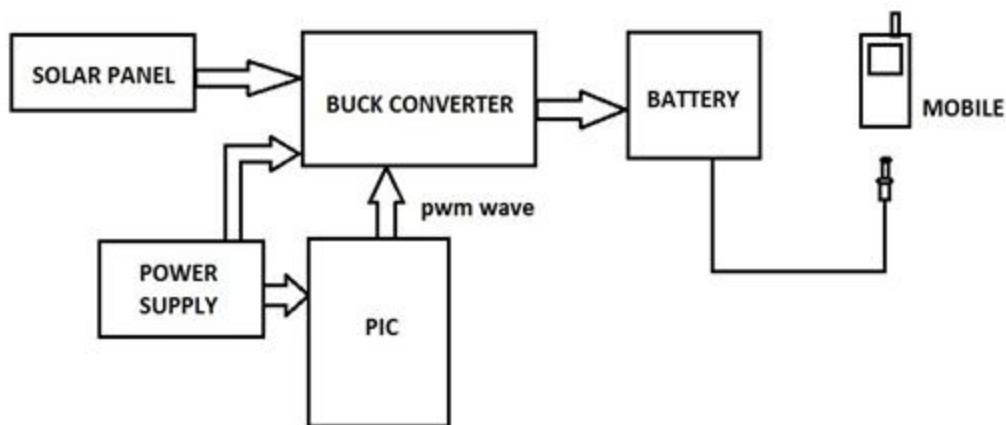 SOLAR PANEL
BUCK CONVERTER
BATTERY
MOBILE
pwm wave
POWER
SUPPLY
PIC